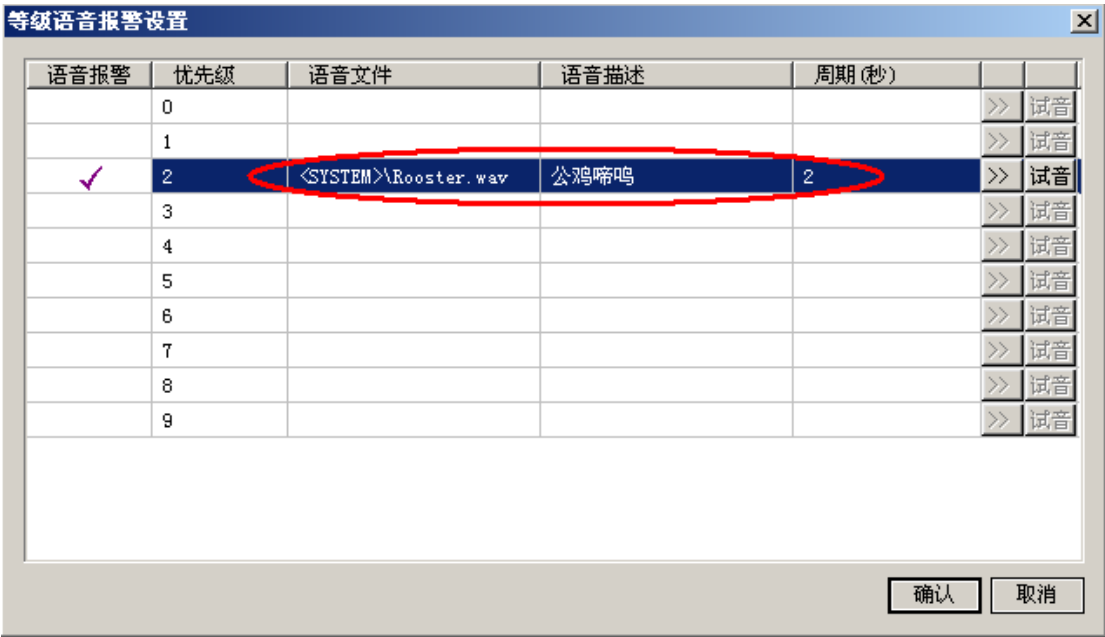 等级语音报警设置
语音报警 优先级 语音文件 语音描述 周期(秒)
0 >> 试音
1 >> 试音
2 <SYSTEM>\Rooster.wav 公鸡啼鸣 2 >> 试音
3 >> 试音
4 >> 试音
5 >> 试音
6 >> 试音
7 >> 试音
8 >> 试音
9 >> 试音
确认 取消